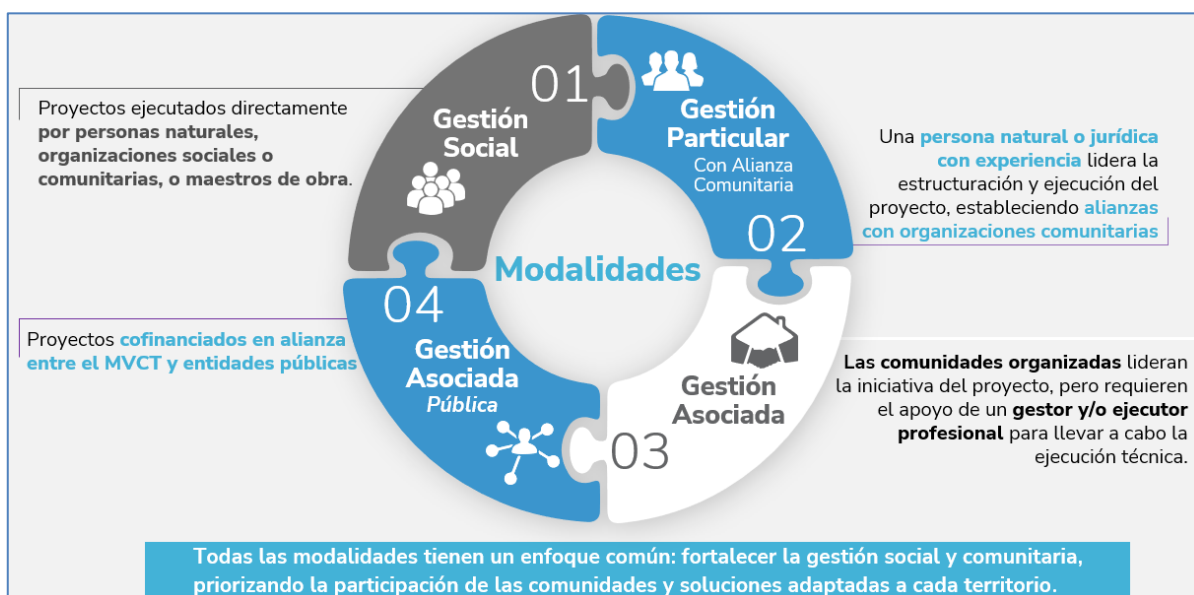 01
Gestión
Social
Proyectos ejecutados directamente
por personas naturales,
organizaciones sociales o
comunitarias, o maestros de obra.
Gestión
Particular
Con Alianza
Comunitaria
02
Una persona natural o jurídica
con experiencia lidera la
estructuración y ejecución del
proyecto, estableciendo alianzas
con organizaciones comunitarias
Modalidades
Gestión
Asociada
03
Las comunidades organizadas lideran
la iniciativa del proyecto, pero requieren
el apoyo de un gestor y/o ejecutor
profesional para llevar a cabo la
ejecución técnica.
04
Gestión
Asociada
Pública
Proyectos cofinanciados en alianza
entre el MVCT y entidades públicas
Todas las modalidades tienen un enfoque común: fortalecer la gestión social y comunitaria,
priorizando la participación de las comunidades y soluciones adaptadas a cada territorio.